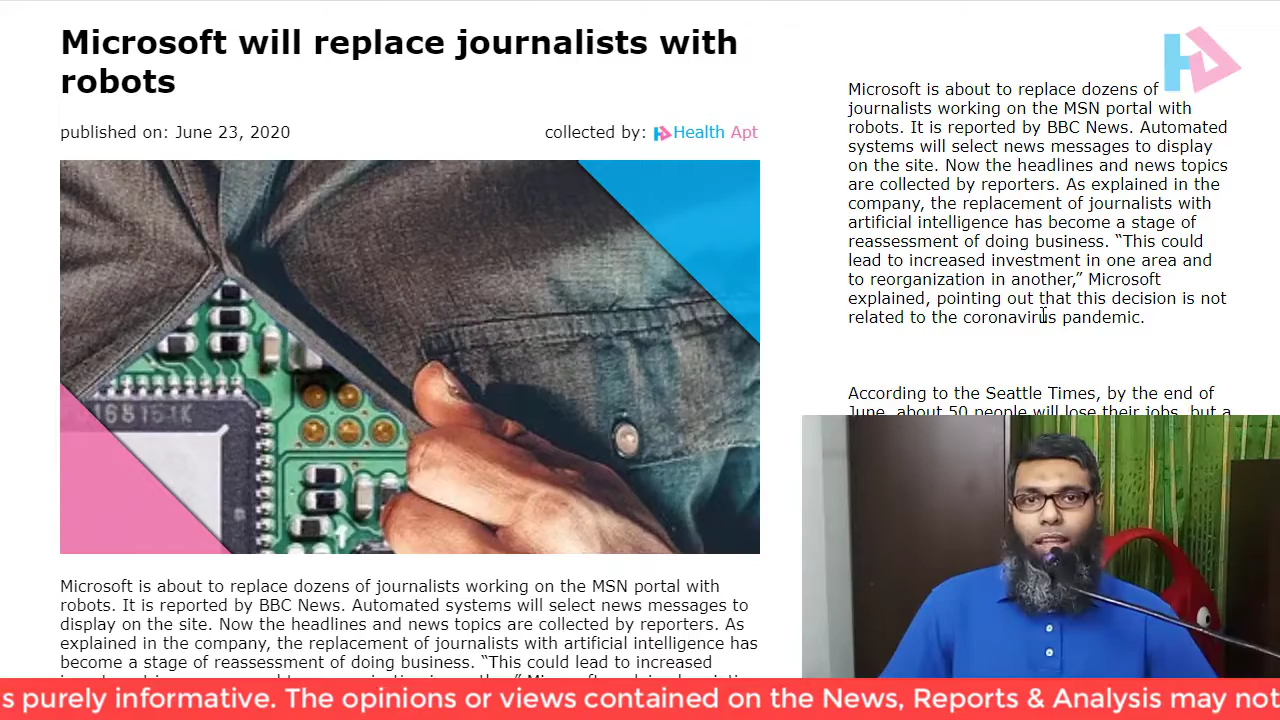 Microsoft will replace journalists with
robots
published on: June 23, 2020
collected by: Health Apt
68151K
Microsoft is about to replace dozens of journalists working on the MSN portal with
robots. It is reported by BBC News. Automated systems will select news messages to
display on the site. Now the headlines and news topics are collected by reporters. As
explained in the company, the replacement of journalists with artificial intelligence has
become a stage of reassessment of doing business. “This could lead to increased
Microsoft is about to replace dozens of
journalists working on the MSN portal with
robots. It is reported by BBC News. Automated
systems will select news messages to display
on the site. Now the headlines and news topics
are collected by reporters. As explained in the
company, the replacement of journalists with
artificial intelligence has become a stage of
reassessment of doing business. “This could
lead to increased investment in one area and
to reorganization in another,” Microsoft
explained, pointing out that this decision is not
related to the coronavirus pandemic.
According to the Seattle Times, by the end of
June, about 50 people will lose their jobs, but a
s purely informative. The opinions or views contained on the News, Reports & Analysis may not